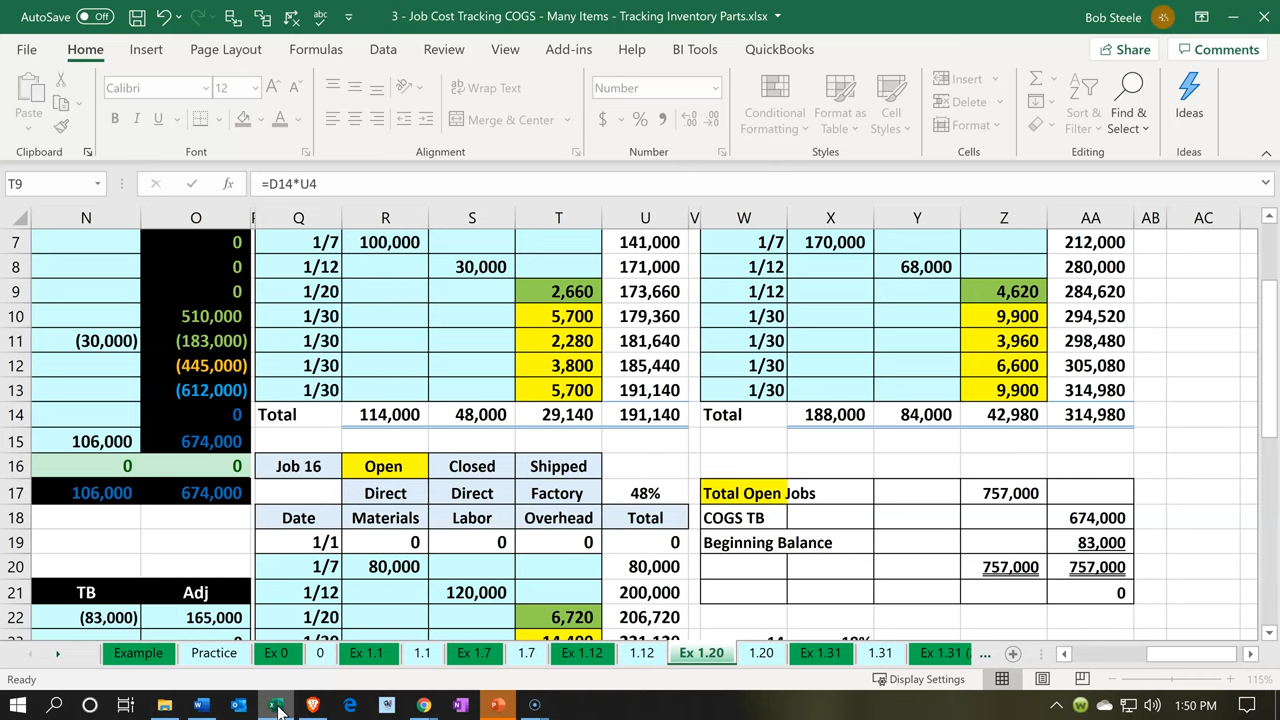 AutoSave Off 3 - Job Cost Tracking COGS - Many Items - Tracking Inventory Parts.xlsx Bob Steele
File Home Insert Page Layout Formulas Data Review View Add-ins Help BI Tools QuickBooks Share Comments
Paste Calibri 12 Wrap Text Number Insert
B I U Merge & Center $ % Conditional Formatting Format as Table Cell Styles Delete Format Sort & Filter Find & Select Ideas
Clipboard Font Alignment Number Styles Cells Editing Ideas
T9 fx =D14*U4
N O Q R S T U V W X Y Z AA AB AC
7 0 1/7 100,000 141,000 1/7 170,000 212,000
8 0 1/12 30,000 171,000 1/12 68,000 280,000
9 0 1/20 2,660 173,660 1/12 4,620 284,620
10 510,000 1/30 5,700 179,360 1/30 9,900 294,520
11 (30,000) (183,000) 1/30 2,280 181,640 1/30 3,960 298,480
12 (445,000) 1/30 3,800 185,440 1/30 6,600 305,080
13 (612,000) 1/30 5,700 191,140 1/30 9,900 314,980
14 0 Total 114,000 48,000 29,140 191,140 Total 188,000 84,000 42,980 314,980
15 106,000 674,000
16 0 0 Job 16 Open Closed Shipped
17 106,000 674,000 Direct Direct Factory 48% Total Open Jobs 757,000
18 Date Materials Labor Overhead Total COGS TB 674,000
19 1/1 0 0 0 0 Beginning Balance 83,000
20 1/7 80,000 80,000 757,000 757,000
21 TB Adj 1/12 120,000 200,000 0
22 (83,000) 165,000 1/20 6,720 206,720
Example Practice Ex 0 0 Ex 1.1 1.1 Ex 1.7 1.7 Ex 1.12 1.12 Ex 1.20 1.20 Ex 1.31 1.31 Ex 1.31 ( ...
Ready Display Settings 115%
1:50 PM